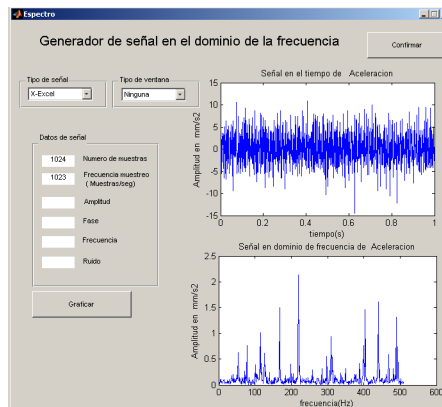 Espectro
Generador de señal en el dominio de la frecuencia
Confirmar
Tipo de señal
X-Excel
Tipo de ventana
Ninguna
Datos de señal
1024 Numero de muestras
1023 Frecuencia muestreo
( Muestras/seg)
Amplitud
Fase
Frecuencia
Ruido
Graficar
Señal en el tiempo de Aceleracion
Amplitud en mm/s2
15
10
5
0
-5
-10
-15
0 0.2 0.4 0.6 0.8 1
tiempo(s)
Señal en dominio de frecuencia de Aceleracion
Amplitud en mm/s2
2.5
2
1.5
1
0.5
0
0 100 200 300 400 500 600
frecuencia(Hz)